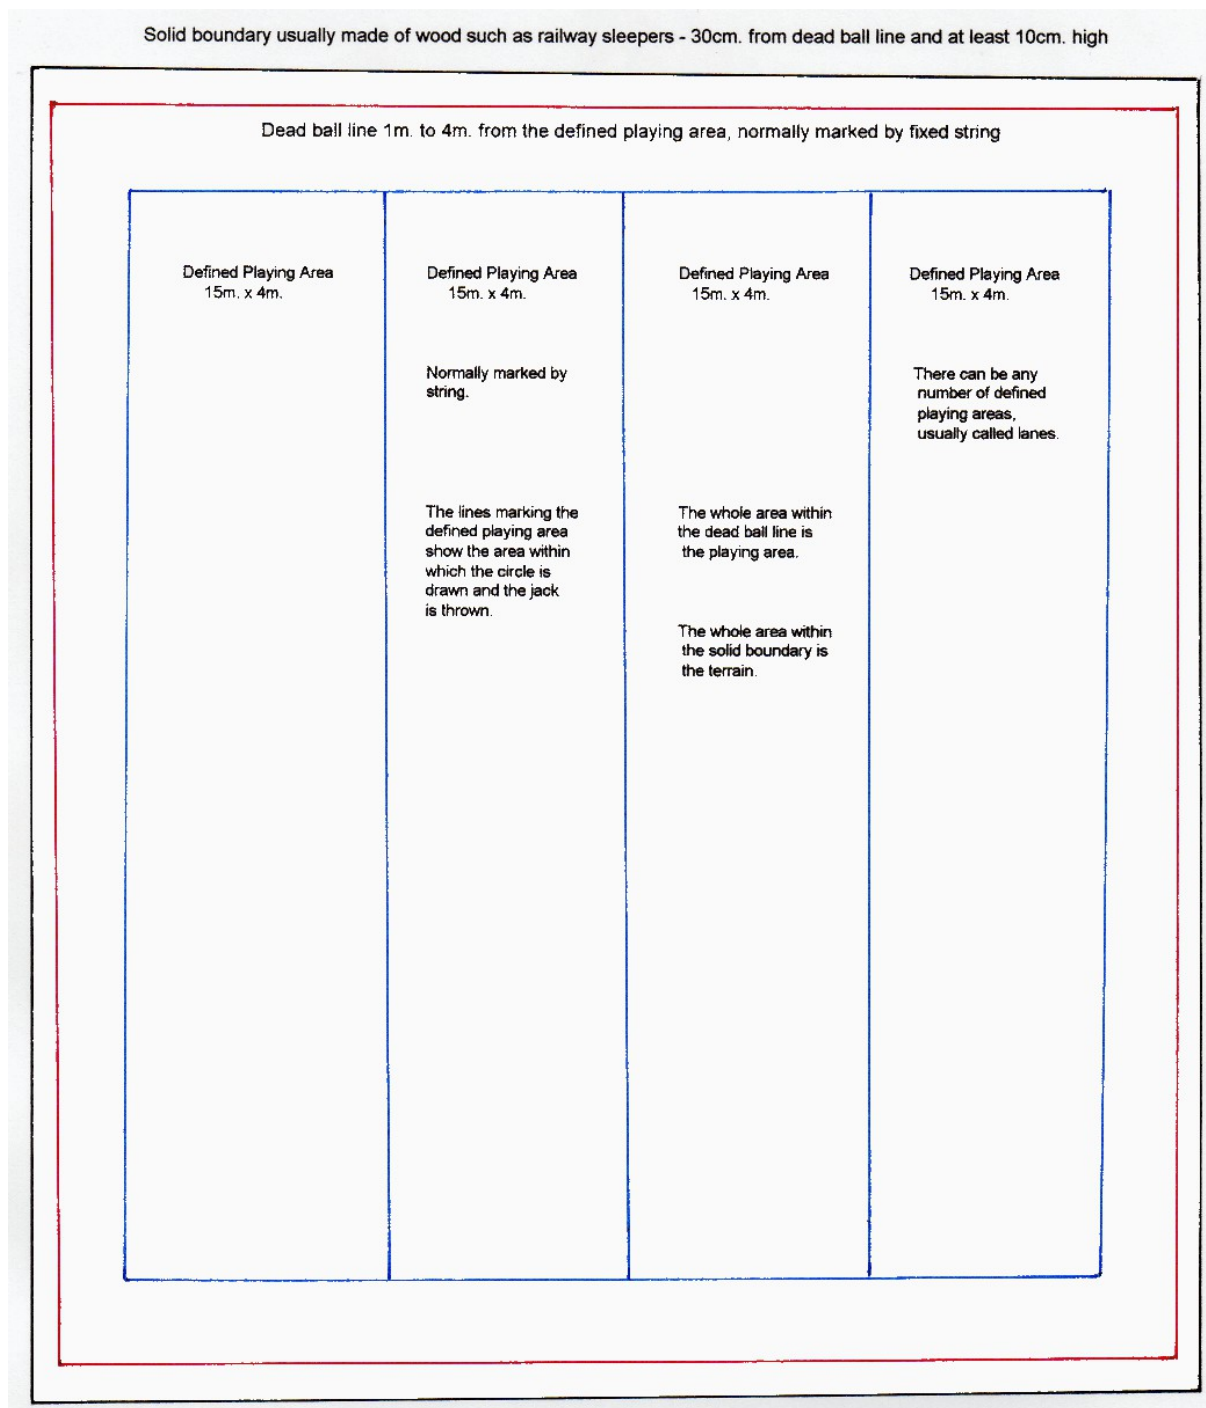 Solid boundary usually made of wood such as railway sleepers - 30cm. from dead ball line and at least 10cm. high
Dead ball line 1m. to 4m. from the defined playing area, normally marked by fixed string
Defined Playing Area
15m. x 4m.
Defined Playing Area
15m. x 4m.
Defined Playing Area
15m. x 4m.
Defined Playing Area
15m. x 4m.
Normally marked by
string.
There can be any
number of defined
playing areas,
usually called lanes.
The lines marking the
defined playing area
show the area within
which the circle is
drawn and the jack
is thrown.
The whole area within
the dead ball line is
the playing area.
The whole area within
the solid boundary is
the terrain.